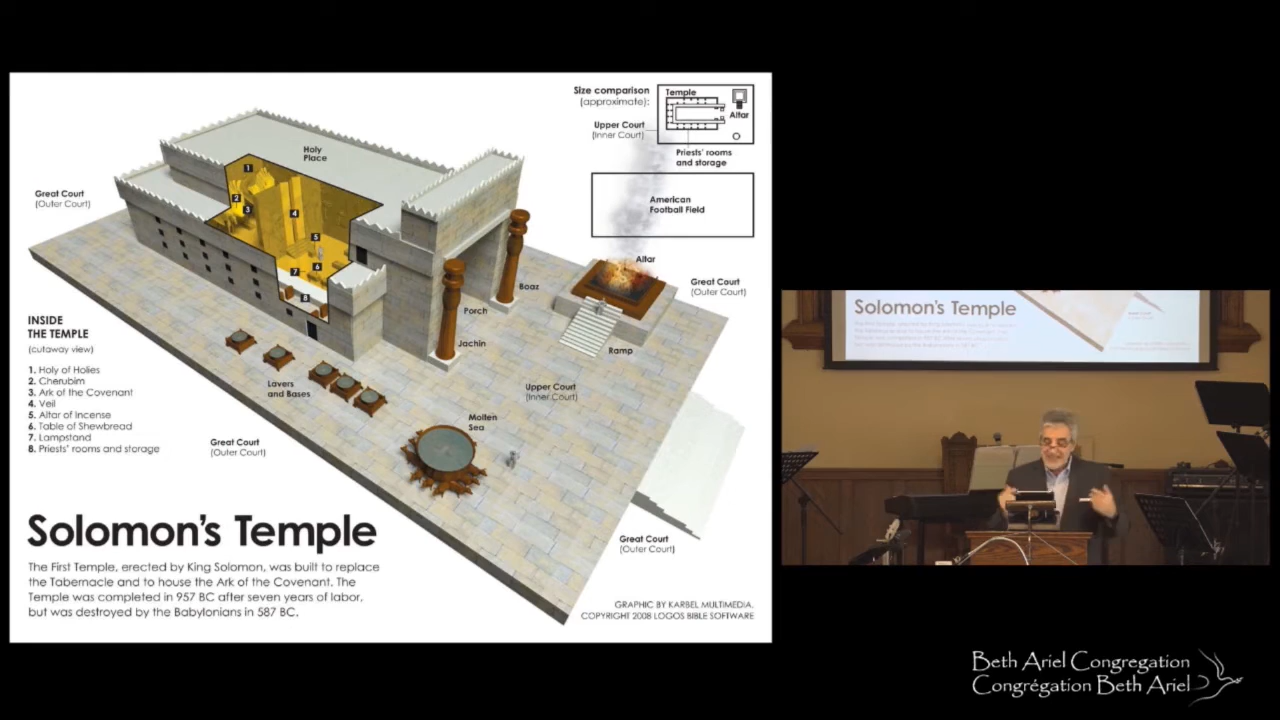 Size comparison
(approximate):
Temple
Altar
Upper Court
(Inner Court)
Priests' rooms
and storage
American
Football Field
Holy
Place
Great Court
(Outer Court)
1
2
3
4
5
6
7
8
Altar
Great Court
(Outer Court)
Boaz
Porch
Jachin
Ramp
INSIDE
THE TEMPLE
(cutaway view)
1. Holy of Holies
2. Cherubim
3. Ark of the Covenant
4. Veil
5. Altar of Incense
6. Table of Shewbread
7. Lampstand
8. Priests' rooms and storage
Lavers
and Bases
Upper Court
(Inner Court)
Molten
Sea
Great Court
(Outer Court)
Solomon's Temple
The First Temple, erected by King Solomon, was built to replace
the Tabernacle and to house the Ark of the Covenant. The
Temple was completed in 957 BC after seven years of labor,
but was destroyed by the Babylonians in 587 BC.
Great Court
(Outer Court)
GRAPHIC BY KARBEL MULTIMEDIA.
COPYRIGHT 2008 LOGOS BIBLE SOFTWARE
Solomon's Temple
Beth Ariel Congregation
Congrégation Beth Ariel